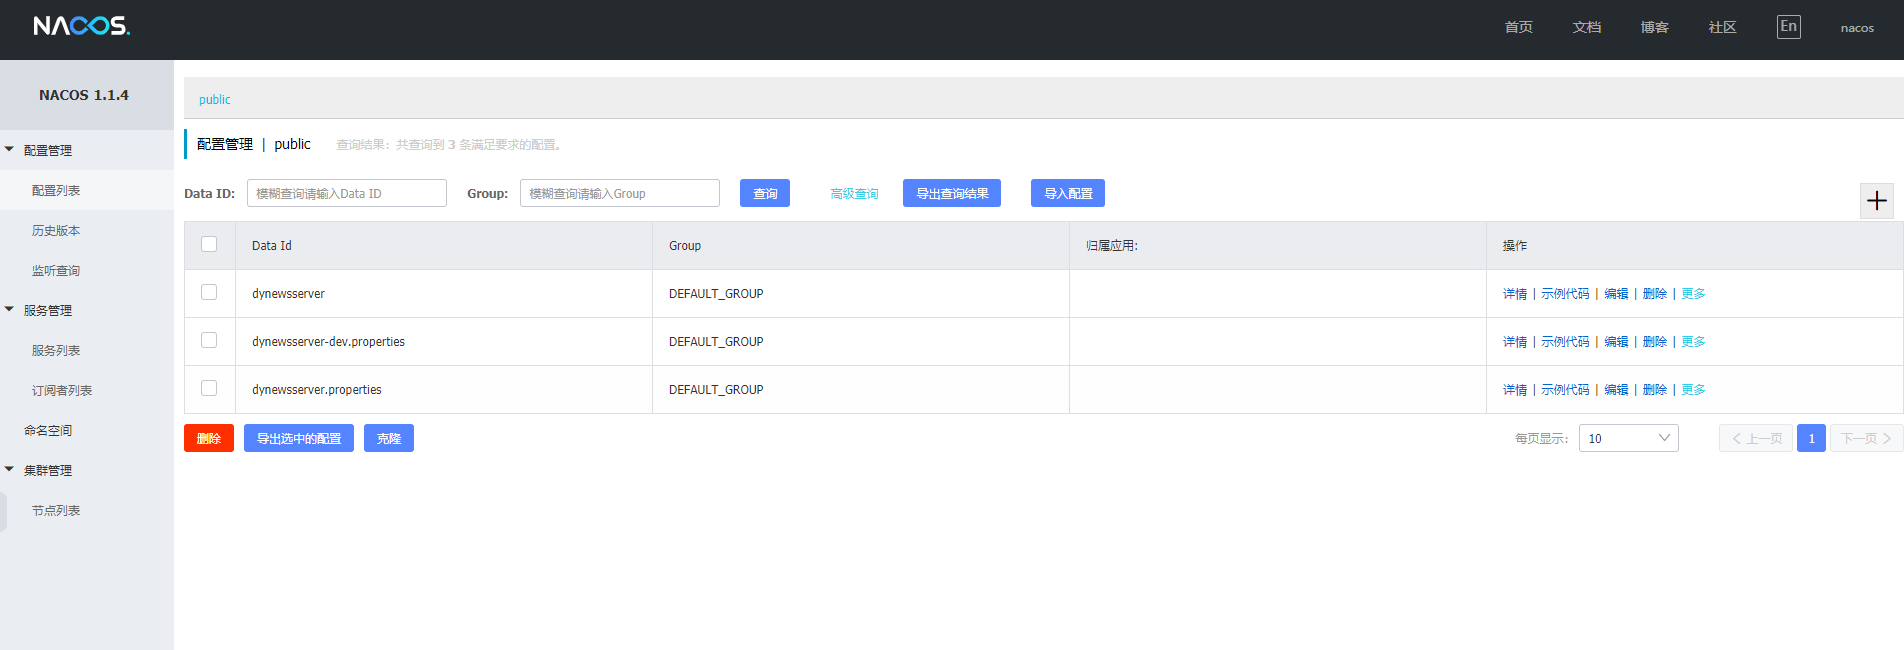 NACOS.
首页 文档 博客 社区 En nacos
NACOS 1.1.4
配置管理
配置列表
历史版本
监听查询
服务管理
服务列表
订阅者列表
命名空间
集群管理
节点列表
public
配置管理 | public 查询结果：共查询到 3 条满足要求的配置。
Data ID: 模糊查询请输入Data ID Group: 模糊查询请输入Group 查询 高级查询 导出查询结果 导入配置 +
Data Id Group 归属应用: 操作
dynewsserver DEFAULT_GROUP 详情 | 示例代码 | 编辑 | 删除 | 更多
dynewsserver-dev.properties DEFAULT_GROUP 详情 | 示例代码 | 编辑 | 删除 | 更多
dynewsserver.properties DEFAULT_GROUP 详情 | 示例代码 | 编辑 | 删除 | 更多
删除 导出选中的配置 克隆 每页显示: 10 < 上一页 1 下一页 >